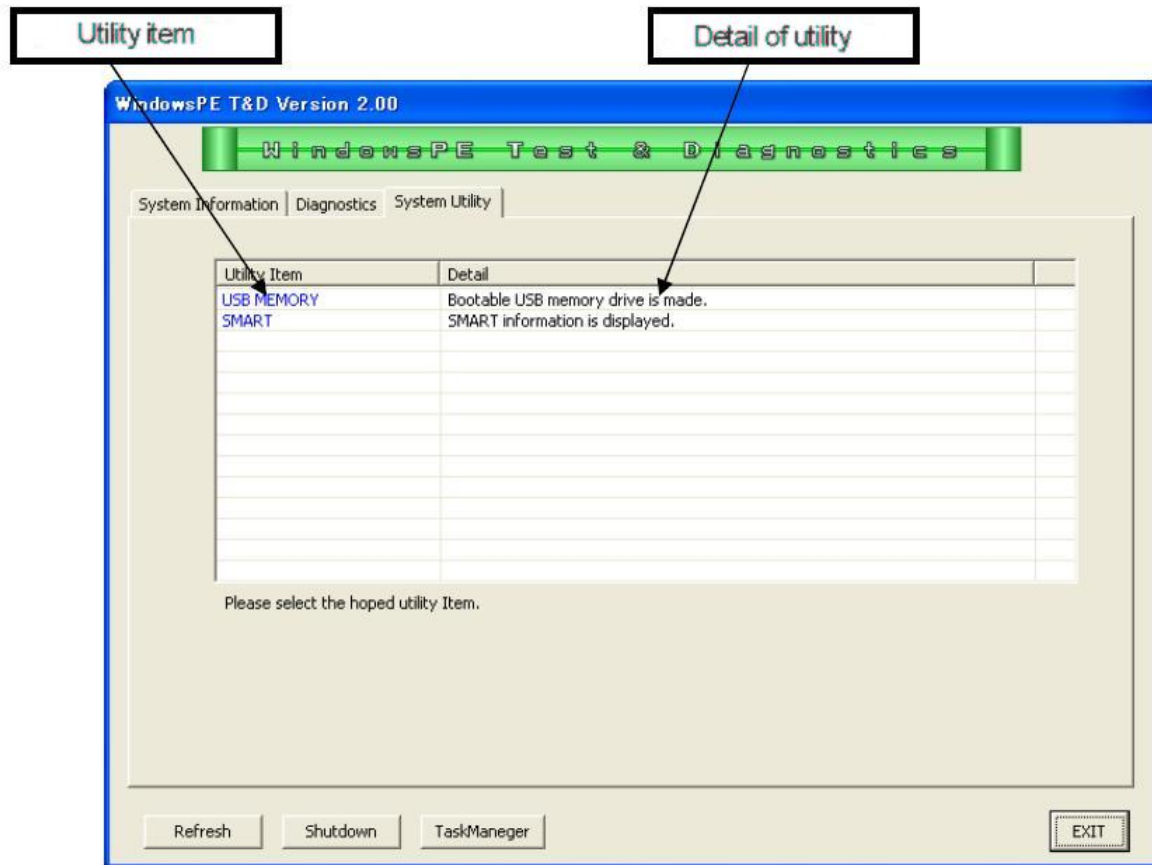 Utility item
Detail of utility
WindowsPE T&D Version 2.00
WindowsPE Test & Diagnostics
System Information Diagnostics System Utility
Utility Item Detail
USB MEMORY Bootable USB memory drive is made.
SMART SMART information is displayed.
Please select the hoped utility Item.
Refresh Shutdown TaskManeger EXIT